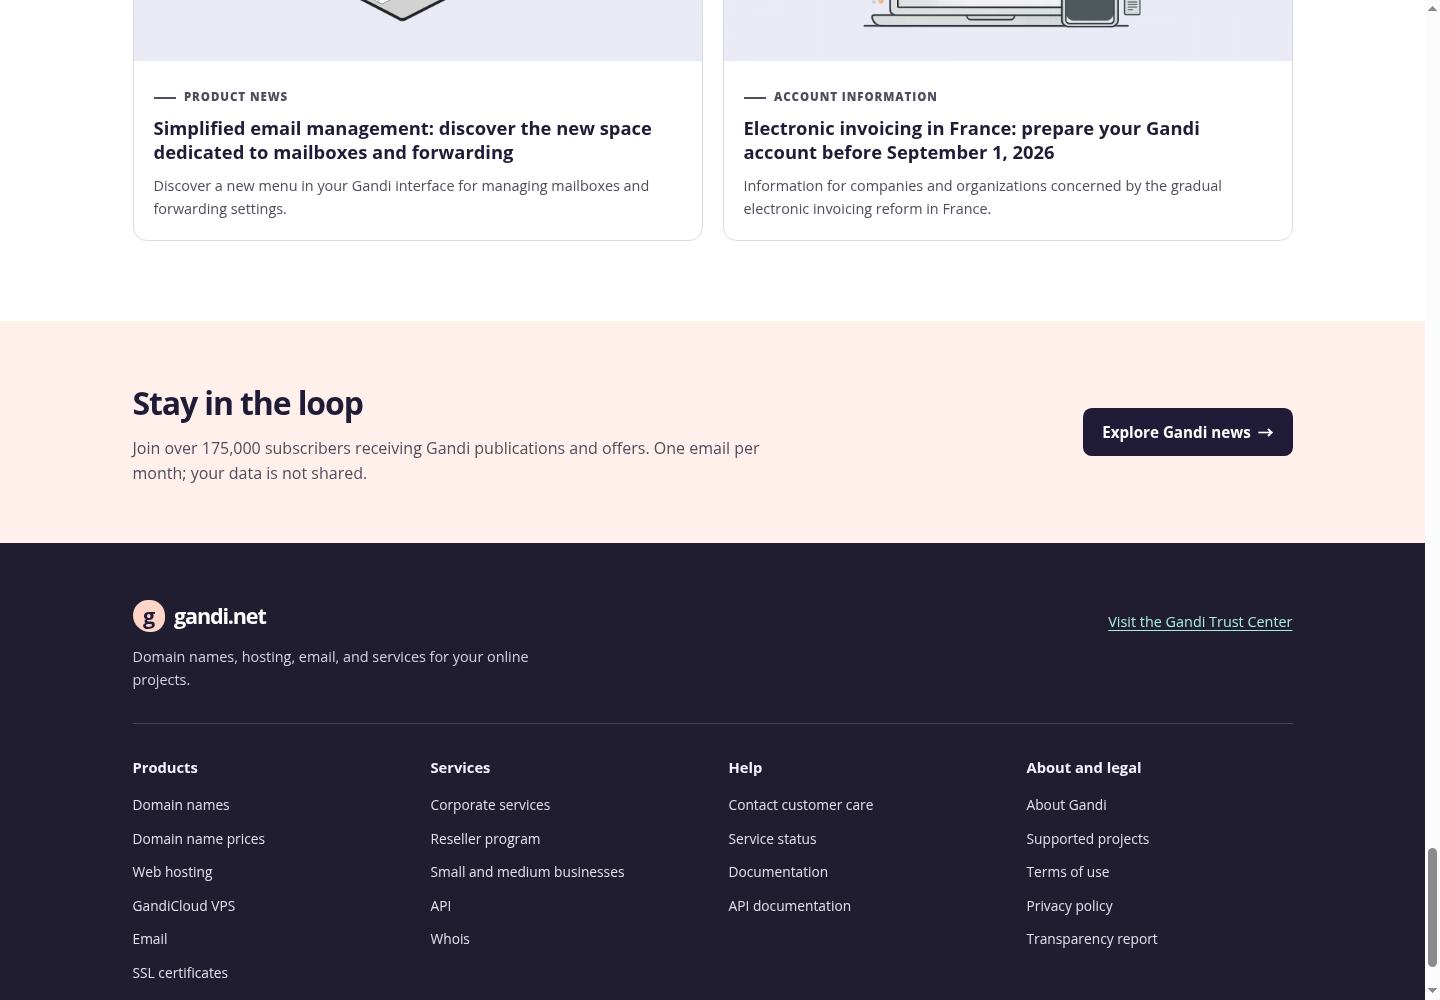 PRODUCT NEWS
Simplified email management: discover the new space
dedicated to mailboxes and forwarding
Discover a new menu in your Gandi interface for managing mailboxes and
forwarding settings.
ACCOUNT INFORMATION
Electronic invoicing in France: prepare your Gandi
account before September 1, 2026
Information for companies and organizations concerned by the gradual
electronic invoicing reform in France.
Stay in the loop
Join over 175,000 subscribers receiving Gandi publications and offers. One email per
month; your data is not shared.
Explore Gandi news →
g gandi.net
Visit the Gandi Trust Center
Domain names, hosting, email, and services for your online
projects.
Products
Domain names
Domain name prices
Web hosting
GandiCloud VPS
Email
SSL certificates
Services
Corporate services
Reseller program
Small and medium businesses
API
Whois
Help
Contact customer care
Service status
Documentation
API documentation
About and legal
About Gandi
Supported projects
Terms of use
Privacy policy
Transparency report